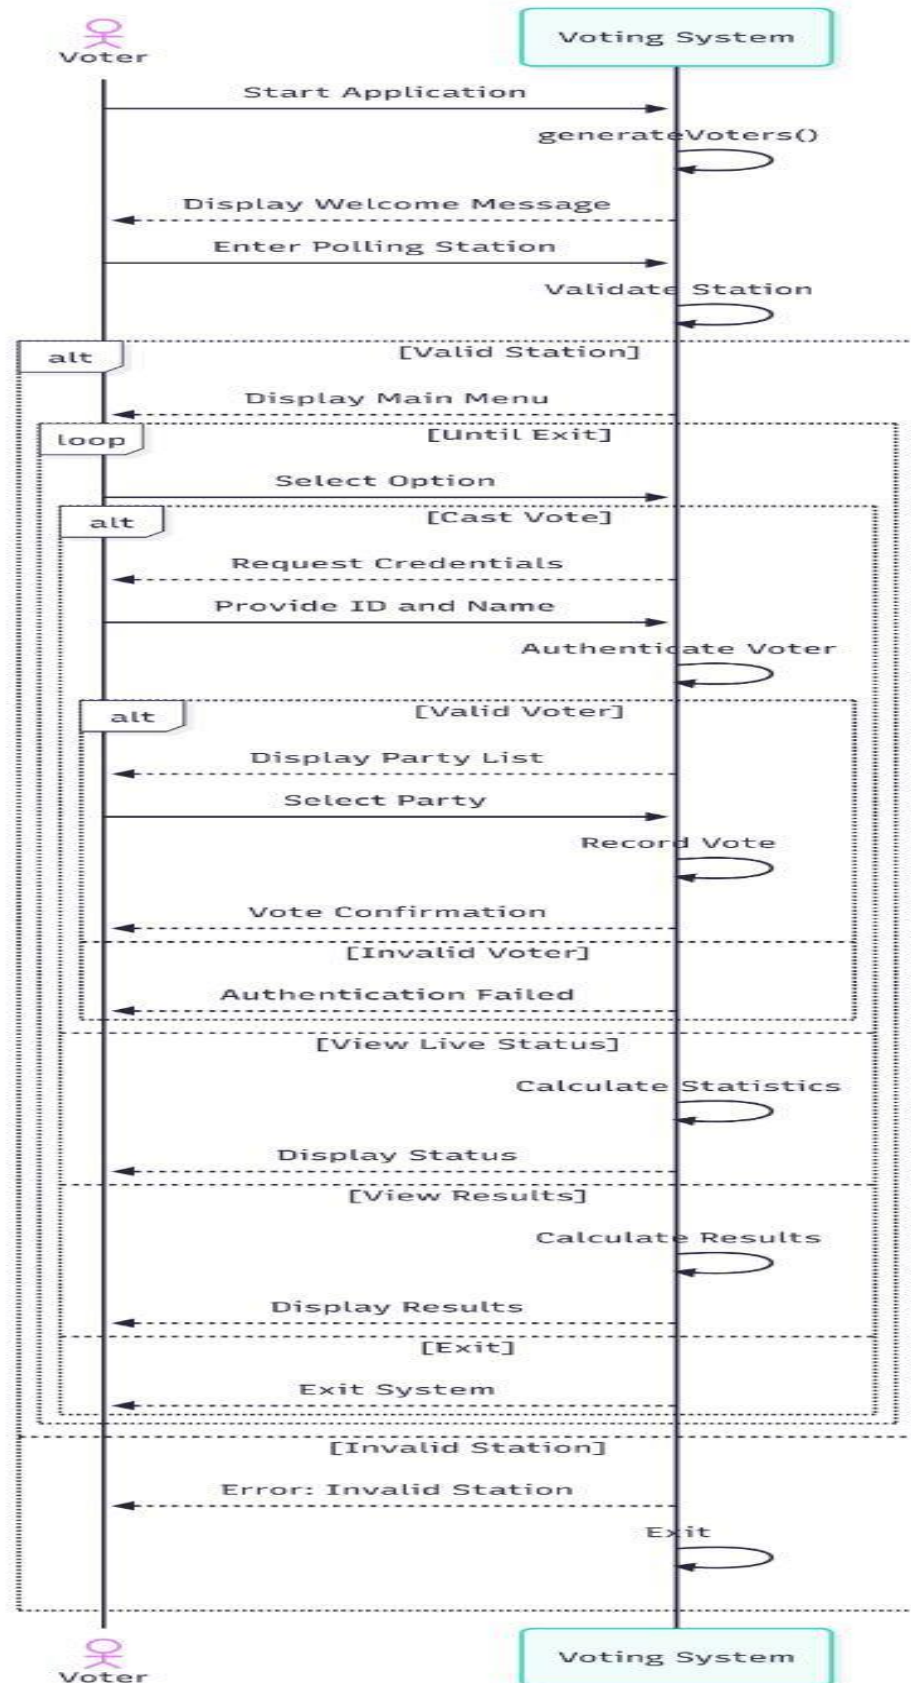 Voter
Voting System
Start Application
generateVoters()
Display Welcome Message
Enter Polling Station
Validate Station
alt
[Valid Station]
Display Main Menu
loop
[Until Exit]
Select Option
alt
[Cast Vote]
Request Credentials
Provide ID and Name
Authenticate Voter
alt
[Valid Voter]
Display Party List
Select Party
Record Vote
Vote Confirmation
[Invalid Voter]
Authentication Failed
[View Live Status]
Calculate Statistics
Display Status
[View Results]
Calculate Results
Display Results
[Exit]
Exit System
[Invalid Station]
Error: Invalid Station
Exit
Voter
Voting System